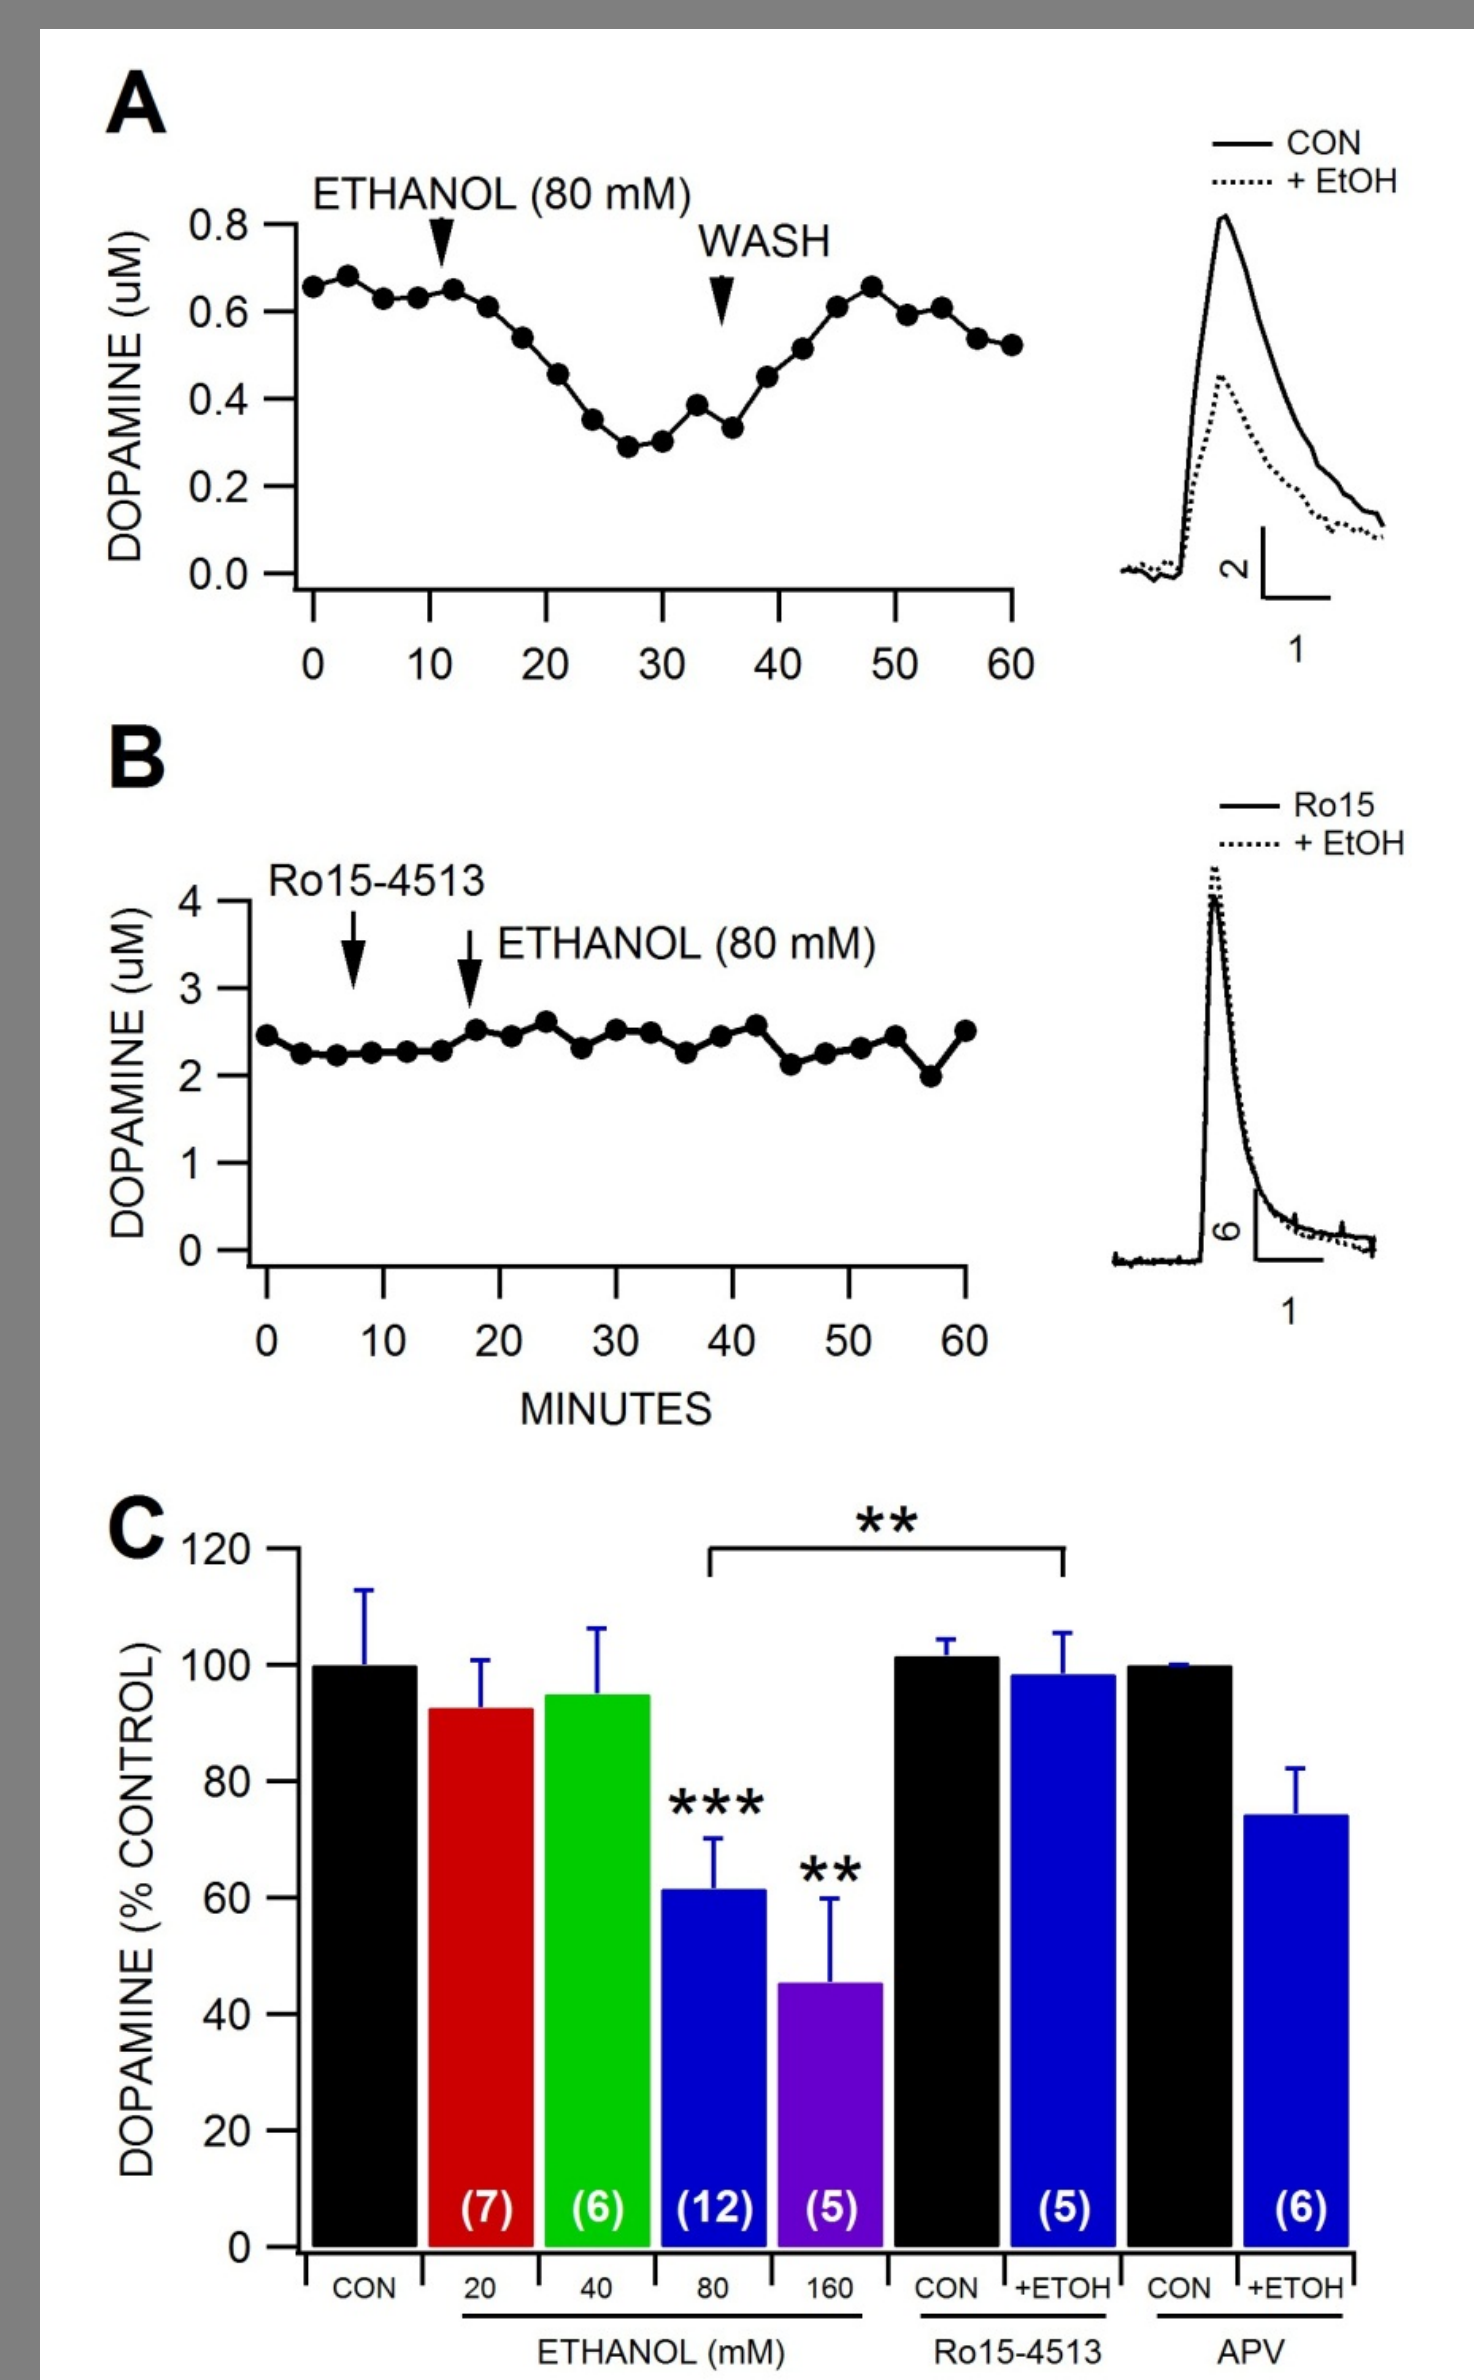 A
CON
+ EtOH
ETHANOL (80 mM)
WASH
DOPAMINE (uM)
0.8
0.6
0.4
0.2
0.0
2
1
0 10 20 30 40 50 60
B
Ro15
+ EtOH
Ro15-4513
ETHANOL (80 mM)
DOPAMINE (uM)
4
3
2
1
0
6
1
0 10 20 30 40 50 60
MINUTES
C
**
DOPAMINE (% CONTROL)
120
100
80
60
40
20
0
***
**
(7) (6) (12) (5) (5) (6)
CON 20 40 80 160 CON +ETOH CON +ETOH
ETHANOL (mM) Ro15-4513 APV